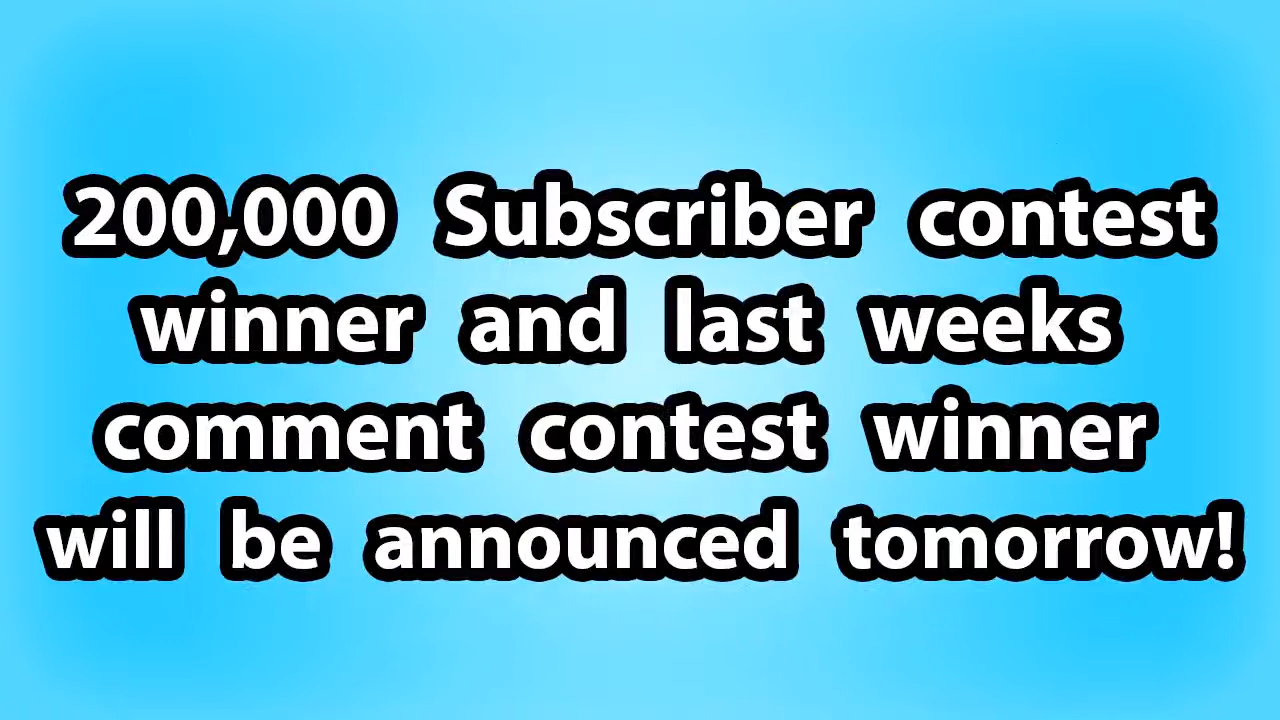 200,000 Subscriber contest
winner and last weeks
comment contest winner
will be announced tomorrow!